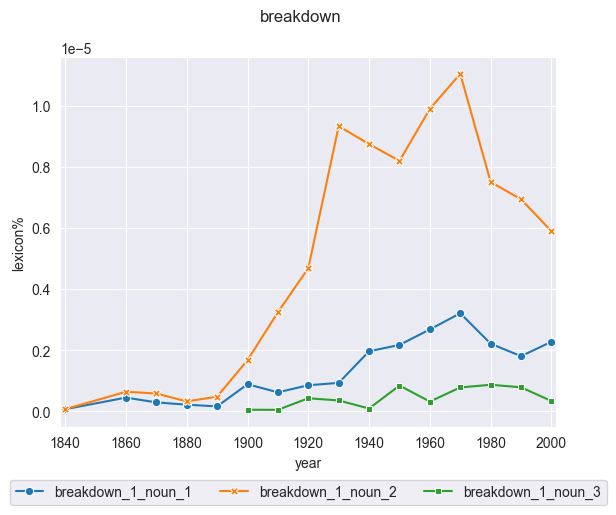 breakdown
1e−5
1.0
0.8
0.6
0.4
0.2
0.0
lexicon%
1840 1860 1880 1900 1920 1940 1960 1980 2000
year
breakdown_1_noun_1 breakdown_1_noun_2 breakdown_1_noun_3